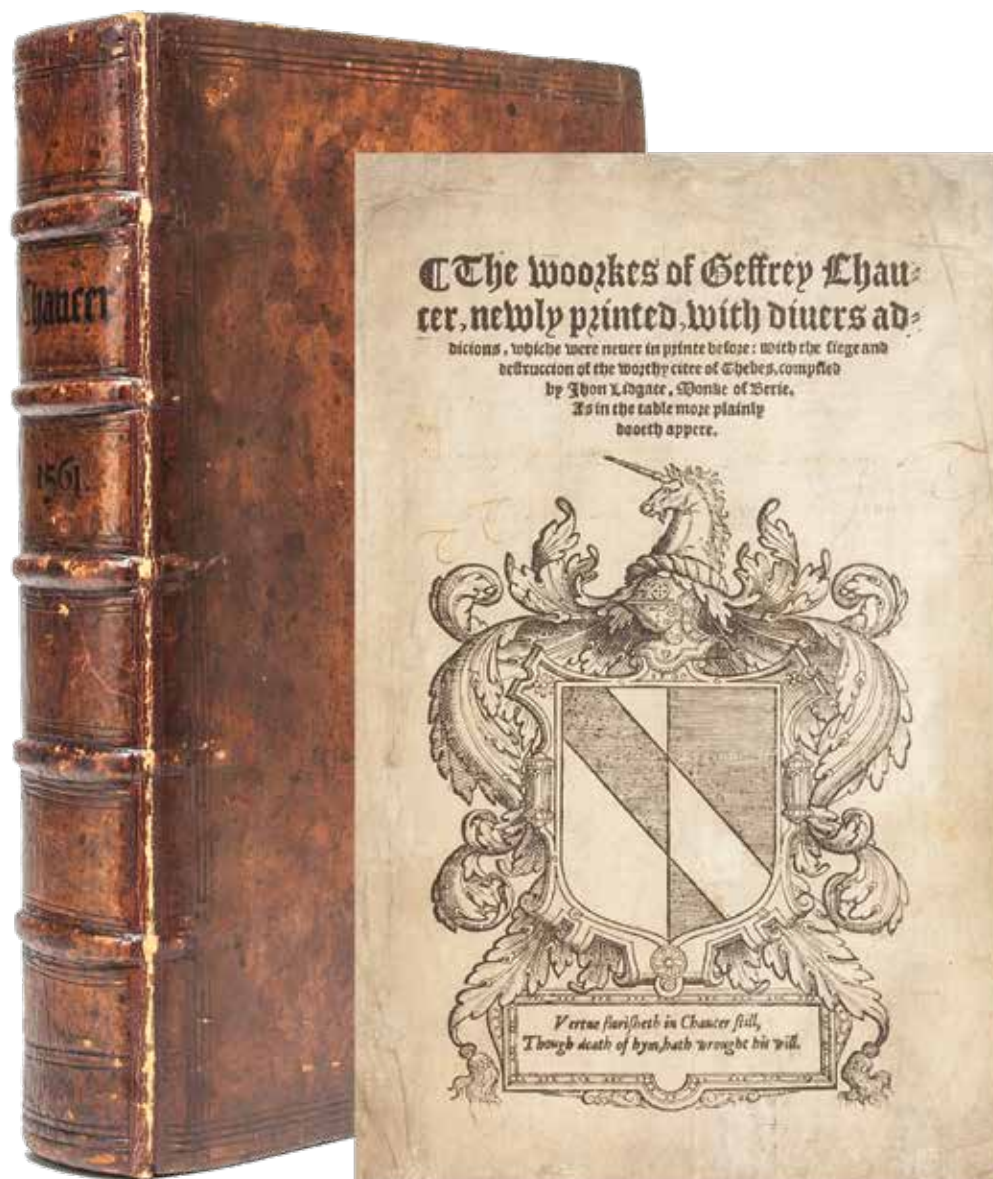 Chaucer
1561.
¶ The woorkes of Geffrey Chau-
cer, newly printed, with diuers ad-
dicions, whiche were neuer in printe before: With the siege and
destruccion of the worthy citee of Thebes, compiled
by Jhon Lidgate, Monke of Berie.
As in the table more plainly
dooeth appere.
Vertue florisheth in Chaucer still,
Though death of hym, hath wrought his will.